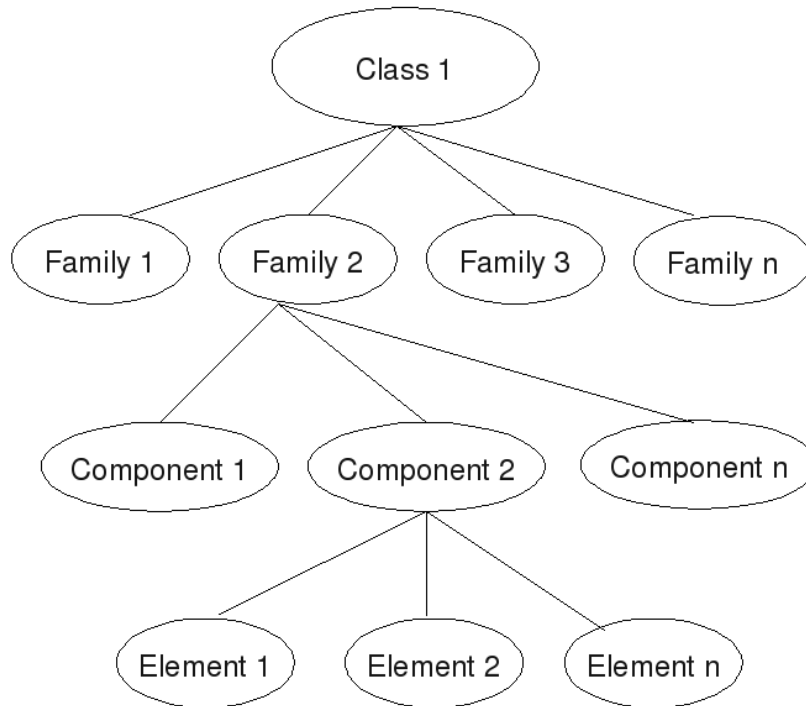 Class 1
Family 1
Family 2
Family 3
Family n
Component 1
Component 2
Component n
Element 1
Element 2
Element n